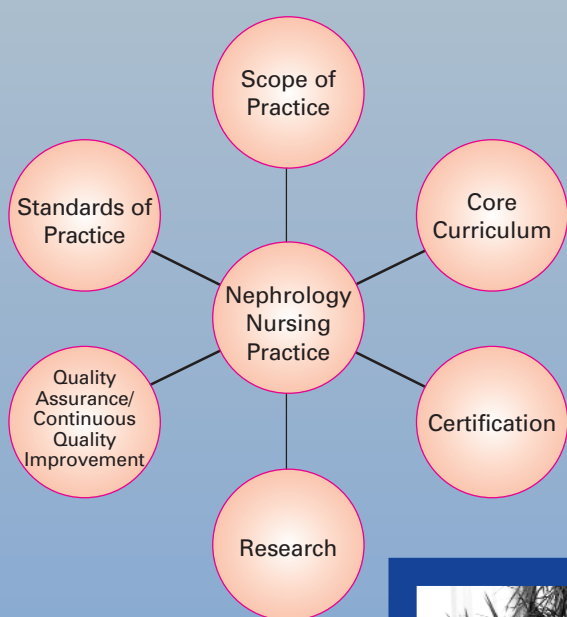 Scope of
Practice
Standards of
Practice
Core
Curriculum
Nephrology
Nursing
Practice
Quality
Assurance/
Continuous
Quality
Improvement
Certification
Research